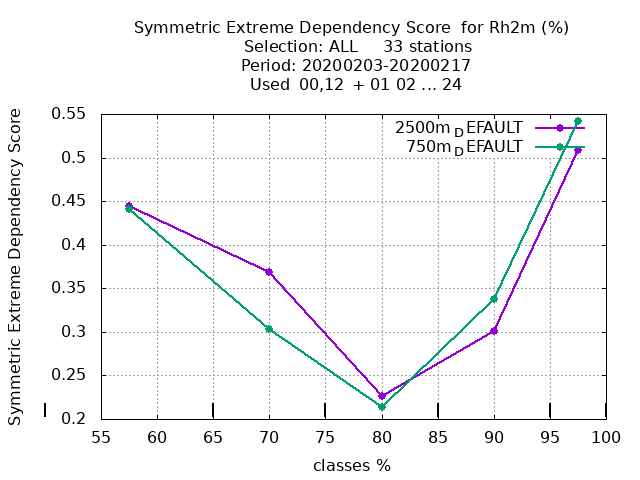 Symmetric Extreme Dependency Score  for Rh2m (%)
Selection: ALL     33 stations
Period: 20200203-20200217
Used  00,12  + 01 02 ... 24
Symmetric Extreme Dependency Score
0.55
0.5
0.45
0.4
0.35
0.3
0.25
0.2
2500m_DEFAULT
750m_DEFAULT
55 60 65 70 75 80 85 90 95 100
classes %